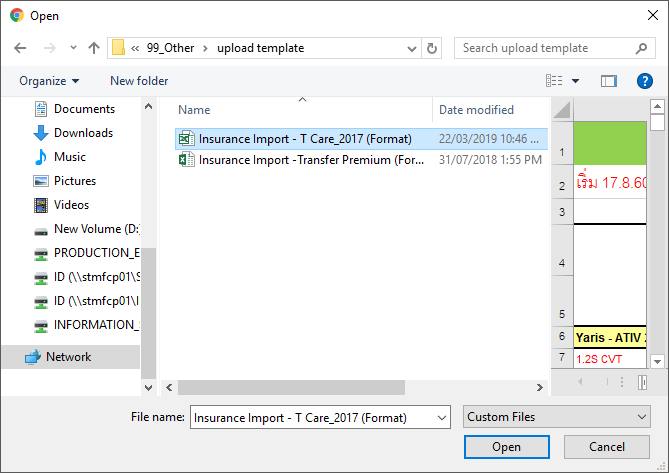 Open
« 99_Other › upload template
Search upload template
Organize
New folder
Documents
Downloads
Music
Pictures
Videos
New Volume (D:
PRODUCTION_E
ID (\\stmfcp01\S
ID (\\stmfcp01\I
INFORMATION_
Network
Name
Date modified
Insurance Import - T Care_2017 (Format)
22/03/2019 10:46 ...
Insurance Import -Transfer Premium (For...
31/07/2018 1:55 PM
1
2
เริ่ม 17.8.60
3
4
5
6
Yaris - ATIV
7
1.2S CVT
File name:
Insurance Import - T Care_2017 (Format)
Custom Files
Open
Cancel